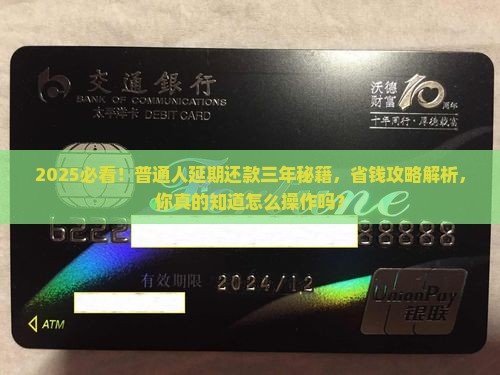 交通銀行
BANK OF COMMUNICATIONS
太平洋卡 DEBIT CARD
沃德
财富
10
周年
十年同行·厚德载富
2025必看！普通人延期还款三年秘籍，省钱攻略解析，
你真的知道怎么操作吗？
6222
88888
有效期限 2024/12
UnionPay
银联
ATM